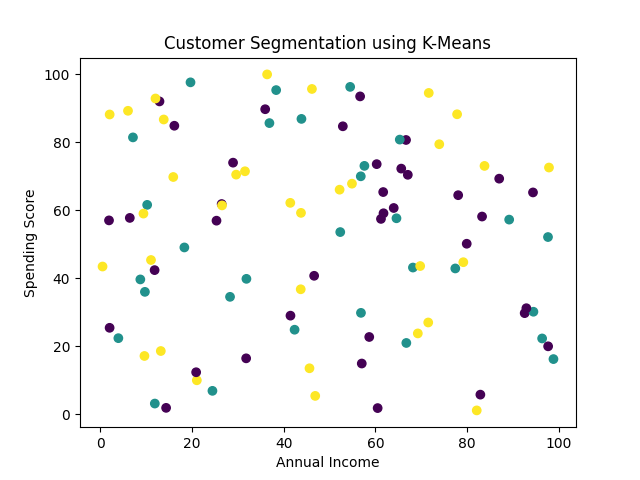 Customer Segmentation using K-Means
100
80
60
40
20
0
Spending Score
0 20 40 60 80 100
Annual Income